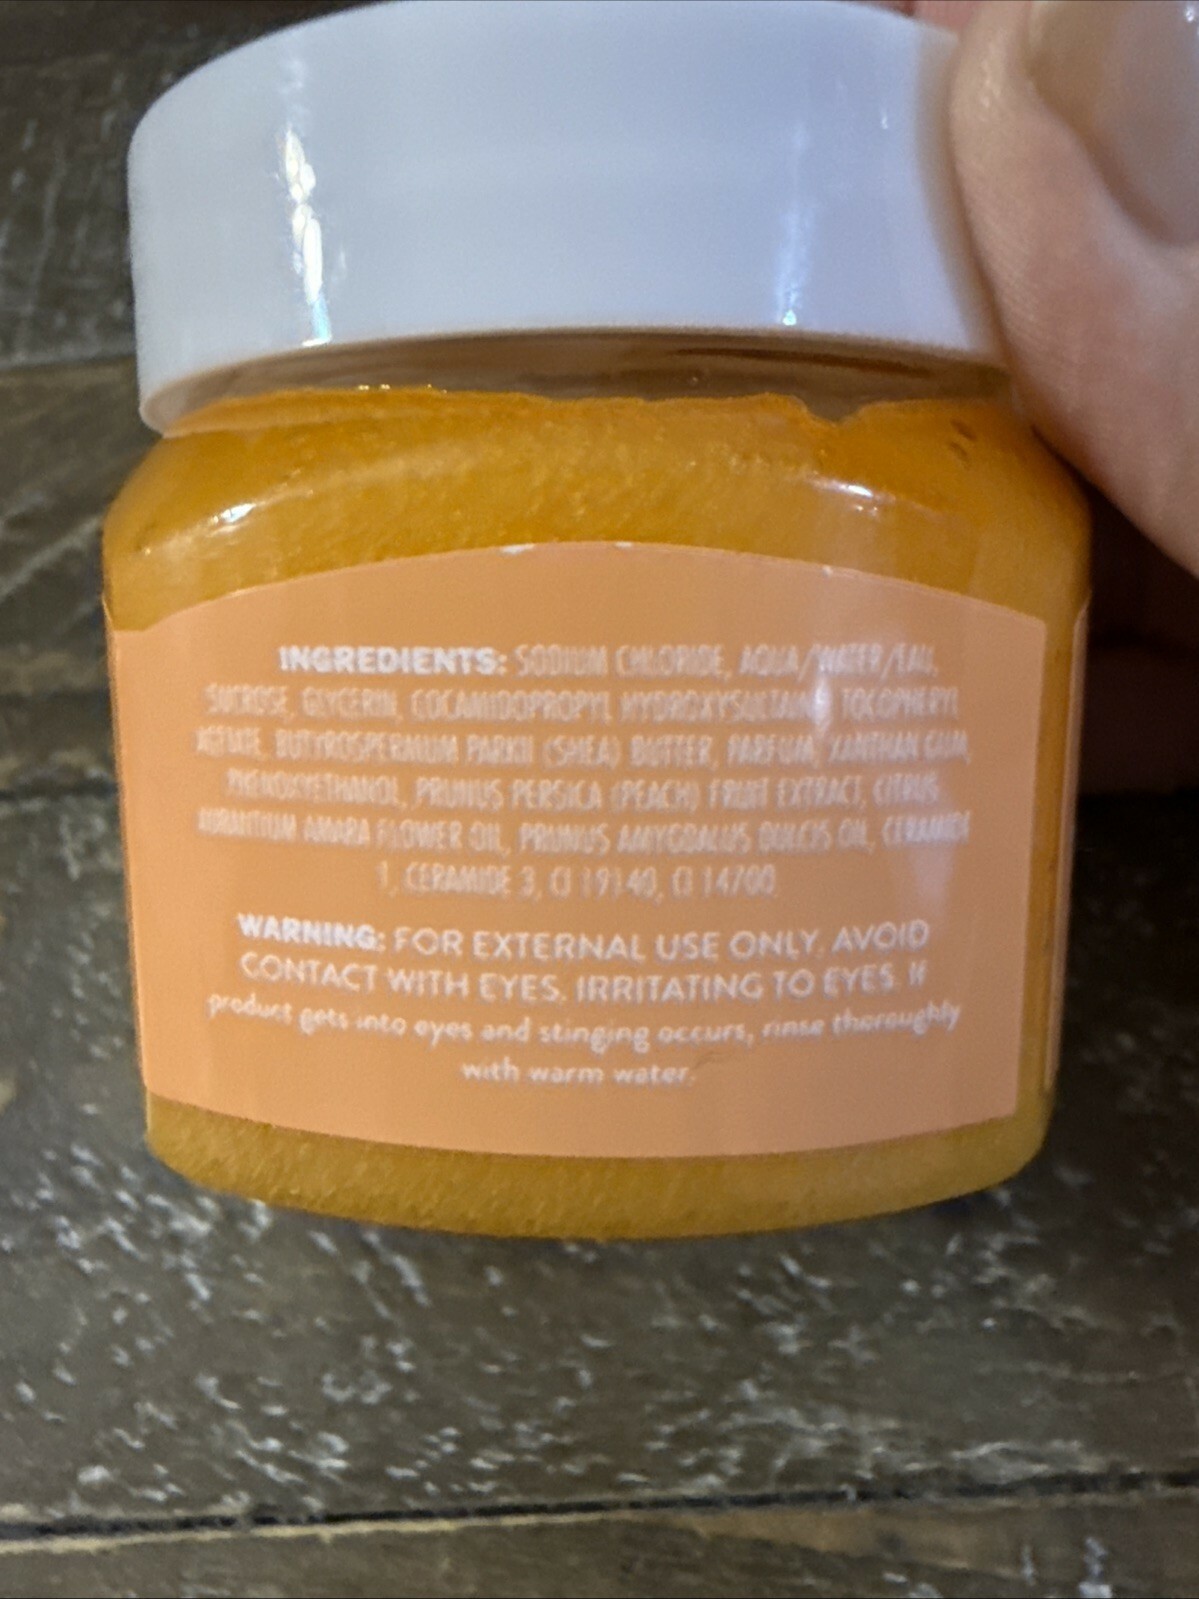 INGREDIENTS: SODIUM CHLORIDE, AQUA/WATER/EAU,
SUCROSE, GLYCERIN, COCAMIDOPROPYL HYDROXYSULTAINE, TOCOPHERYL
ACETATE, BUTYROSPERMUM PARKII (SHEA) BUTTER, PARFUM, XANTHAN GUM,
PHENOXYETHANOL, PRUNUS PERSICA (PEACH) FRUIT EXTRACT, CITRUS
AURANTIUM AMARA FLOWER OIL, PRUNUS AMYGDALUS DULCIS OIL, CERAMIDE
1, CERAMIDE 3, CI 19140, CI 14700
WARNING: FOR EXTERNAL USE ONLY. AVOID
CONTACT WITH EYES. IRRITATING TO EYES. If
product gets into eyes and stinging occurs, rinse thoroughly
with warm water.